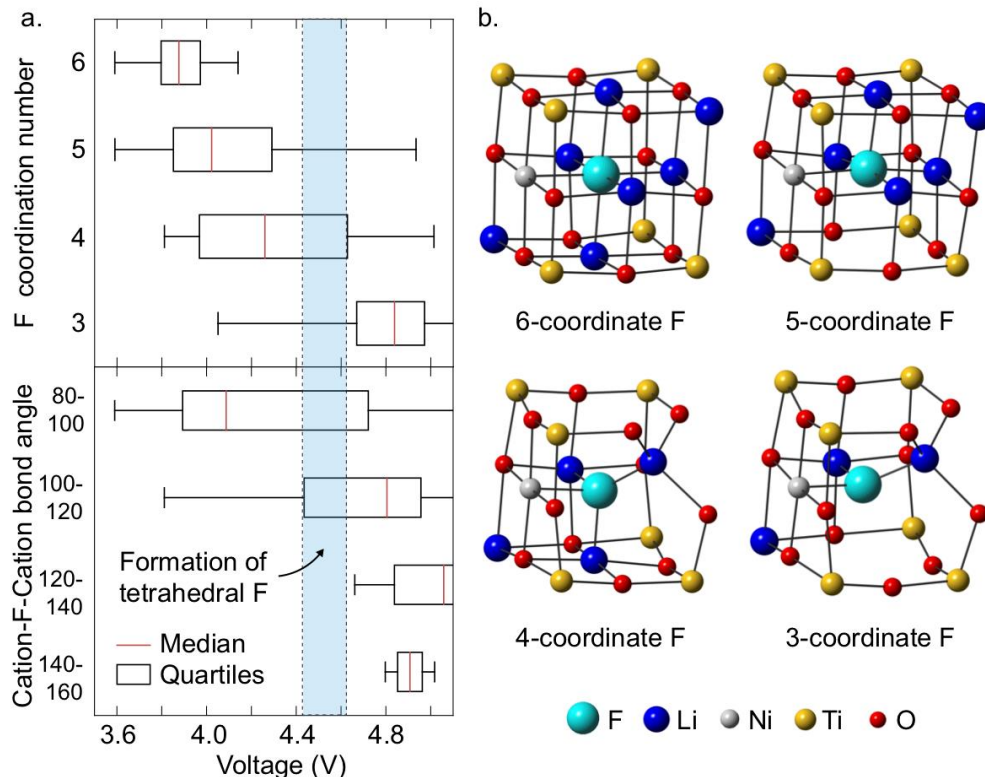 a.
F coordination number
6
5
4
3
Cation-F-Cation bond angle
80-
100
100-
120
120-
140
140-
160
Formation of
tetrahedral F
Median
Quartiles
3.6 4.0 4.4 4.8
Voltage (V)
b.
6-coordinate F 5-coordinate F
4-coordinate F 3-coordinate F
F Li Ni Ti O